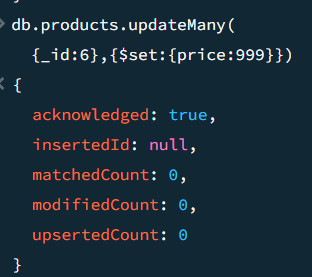 > db.products.updateMany(
{_id:6},{$set:{price:999}})
< {
acknowledged: true,
insertedId: null,
matchedCount: 0,
modifiedCount: 0,
upsertedCount: 0
}